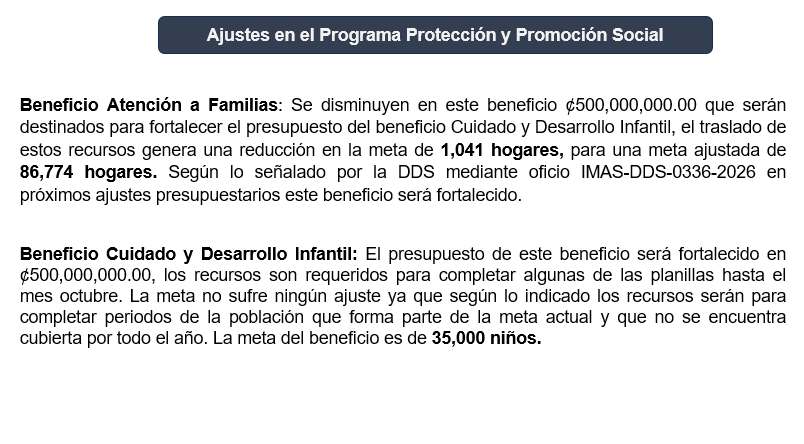 Ajustes en el Programa Protección y Promoción Social
Beneficio Atención a Familias: Se disminuyen en este beneficio ₡500,000,000.00 que serán
destinados para fortalecer el presupuesto del beneficio Cuidado y Desarrollo Infantil, el traslado de
estos recursos genera una reducción en la meta de 1,041 hogares, para una meta ajustada de
86,774 hogares. Según lo señalado por la DDS mediante oficio IMAS-DDS-0336-2026 en
próximos ajustes presupuestarios este beneficio será fortalecido.
Beneficio Cuidado y Desarrollo Infantil: El presupuesto de este beneficio será fortalecido en
₡500,000,000.00, los recursos son requeridos para completar algunas de las planillas hasta el
mes octubre. La meta no sufre ningún ajuste ya que según lo indicado los recursos serán para
completar periodos de la población que forma parte de la meta actual y que no se encuentra
cubierta por todo el año. La meta del beneficio es de 35,000 niños.